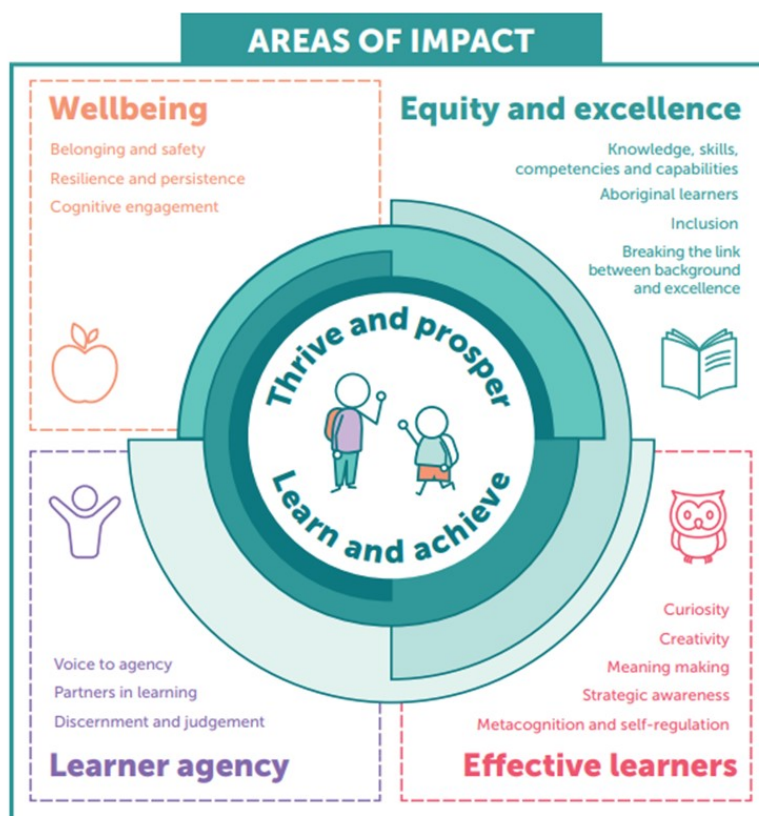 AREAS OF IMPACT
Wellbeing
Belonging and safety
Resilience and persistence
Cognitive engagement
Equity and excellence
Knowledge, skills,
competencies and capabilities
Aboriginal learners
Inclusion
Breaking the link
between background
and excellence
Thrive and prosper
Learn and achieve
Voice to agency
Partners in learning
Discernment and judgement
Learner agency
Curiosity
Creativity
Meaning making
Strategic awareness
Metacognition and self-regulation
Effective learners